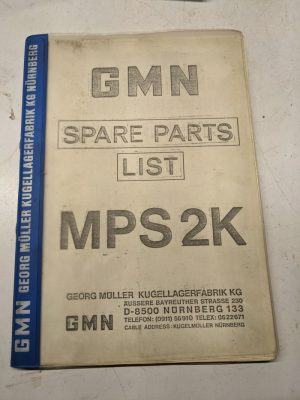 GMN GEORG MÜLLER KUGELLAGERFABRIK KG NÜRNBERG
GMN
SPARE PARTS
LIST
MPS 2K
GEORG MÜLLER KUGELLAGERFABRIK KG
ÄUSSERE BAYREUTHER STRASSE 230
D-8500 NÜRNBERG 133
GMN
TELEFON: (0911) 56910 TELEX: 0622671
CABLE ADDRESS: KUGELMÜLLER NÜRNBERG